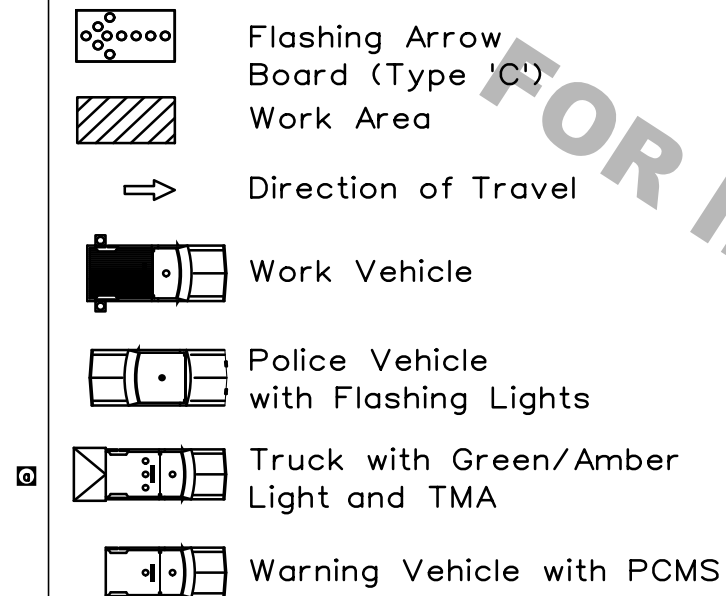 Flashing Arrow
Board (Type 'C')
Work Area
Direction of Travel
Work Vehicle
Police Vehicle
with Flashing Lights
Truck with Green/Amber
Light and TMA
Warning Vehicle with PCMS
FOR